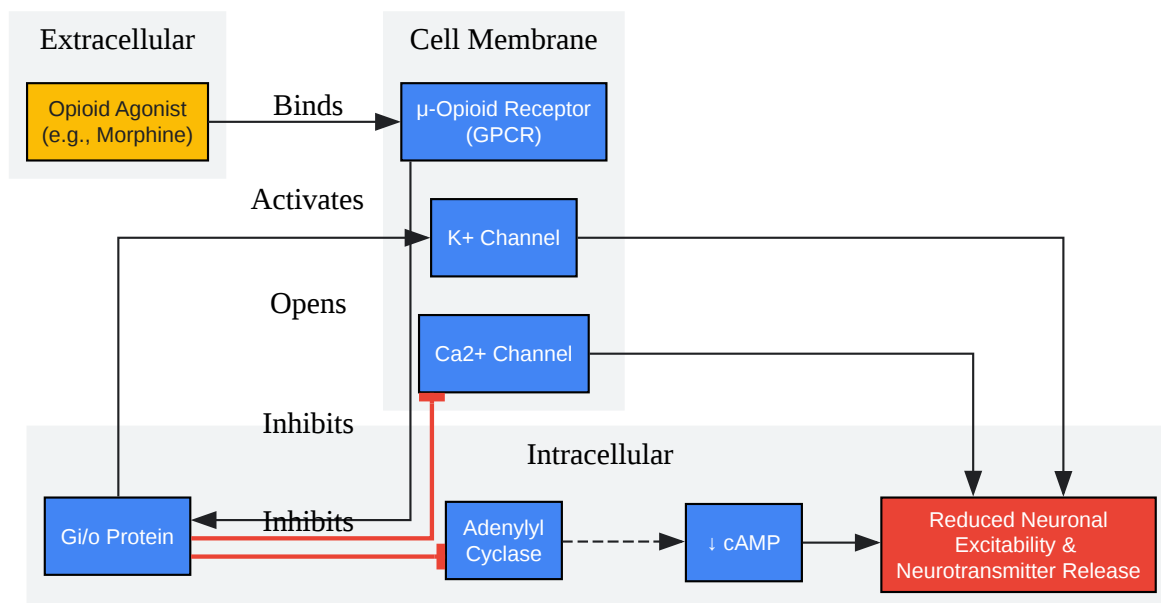 Extracellular
Cell Membrane
Opioid Agonist
(e.g., Morphine)
Binds
μ-Opioid Receptor
(GPCR)
Activates
K+ Channel
Opens
Ca2+ Channel
Inhibits
Intracellular
Gi/o Protein
Inhibits
Adenylyl
Cyclase
↓ cAMP
Reduced Neuronal
Excitability &
Neurotransmitter Release